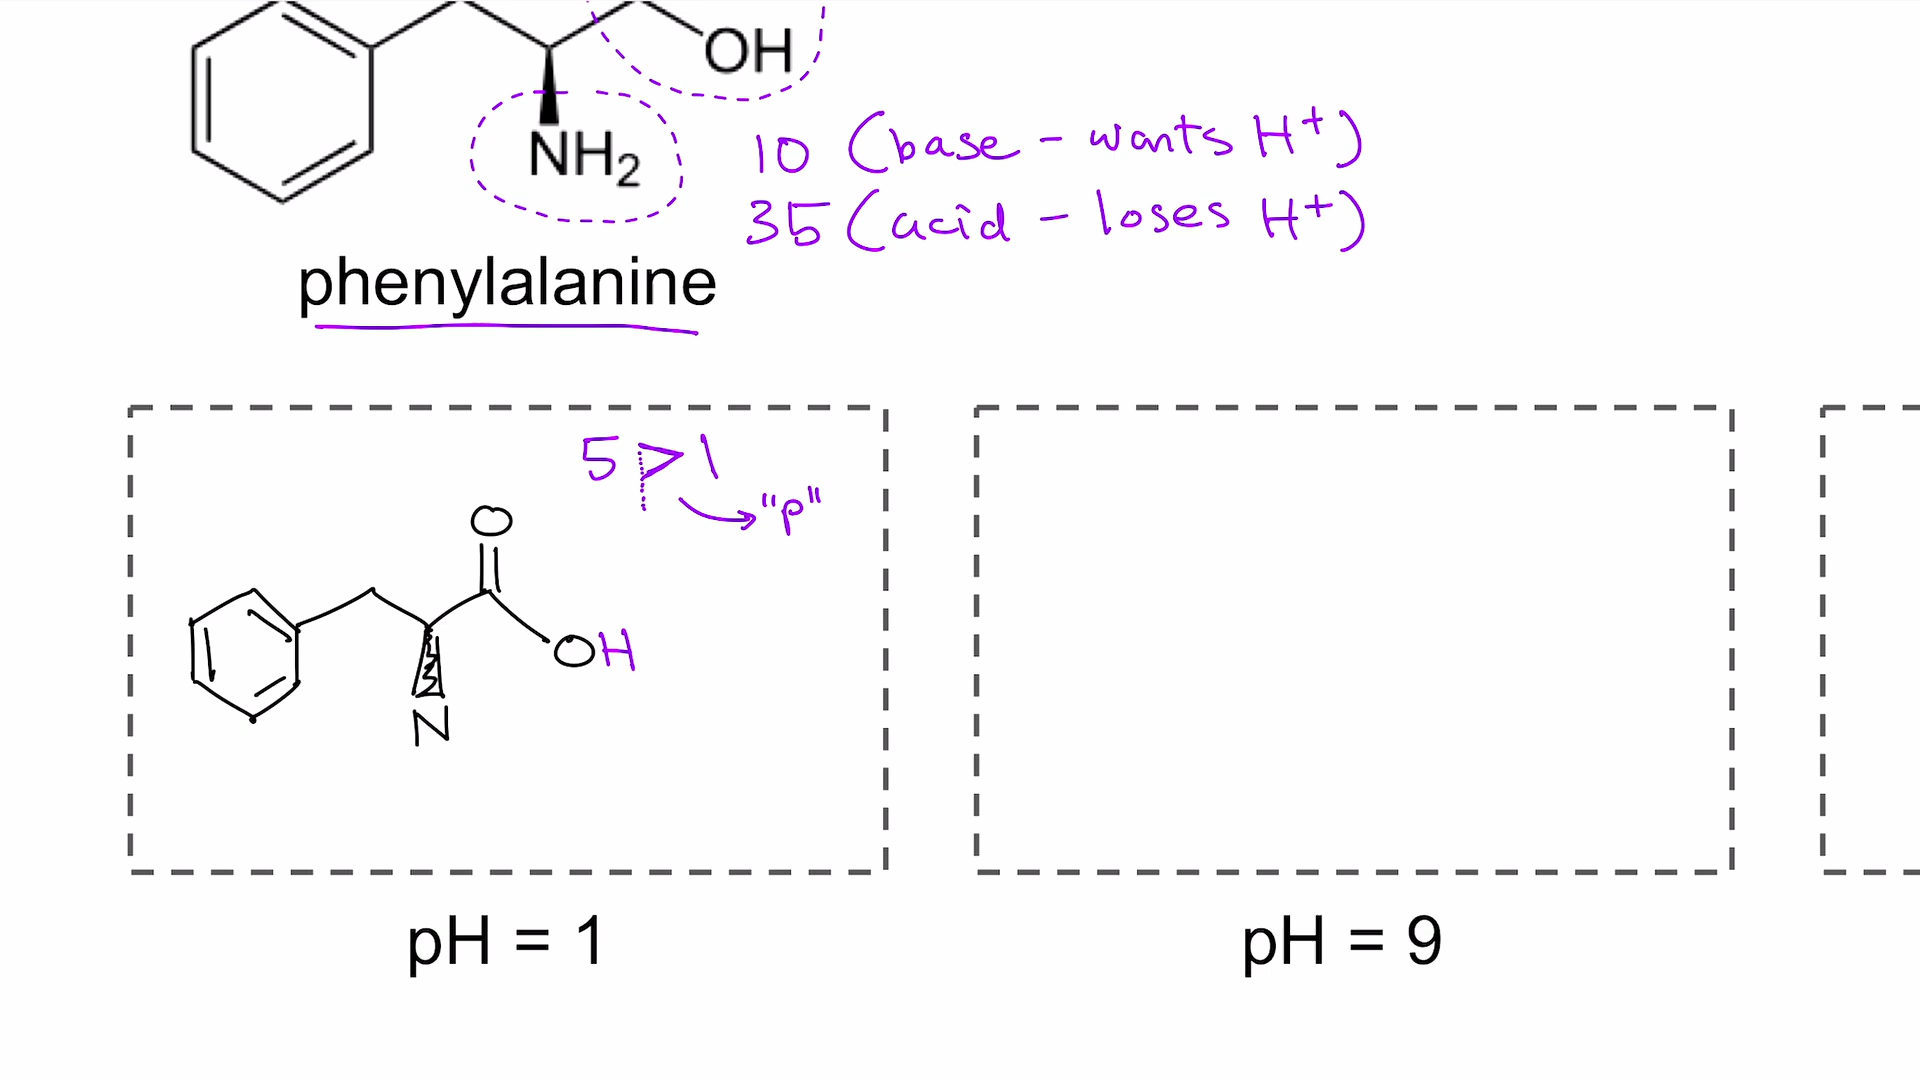 OH
NH2
10 (base - wants H+)
35 (acid - loses H+)
phenylalanine
5 > 1
"p"
O
OH
N
pH = 1
pH = 9